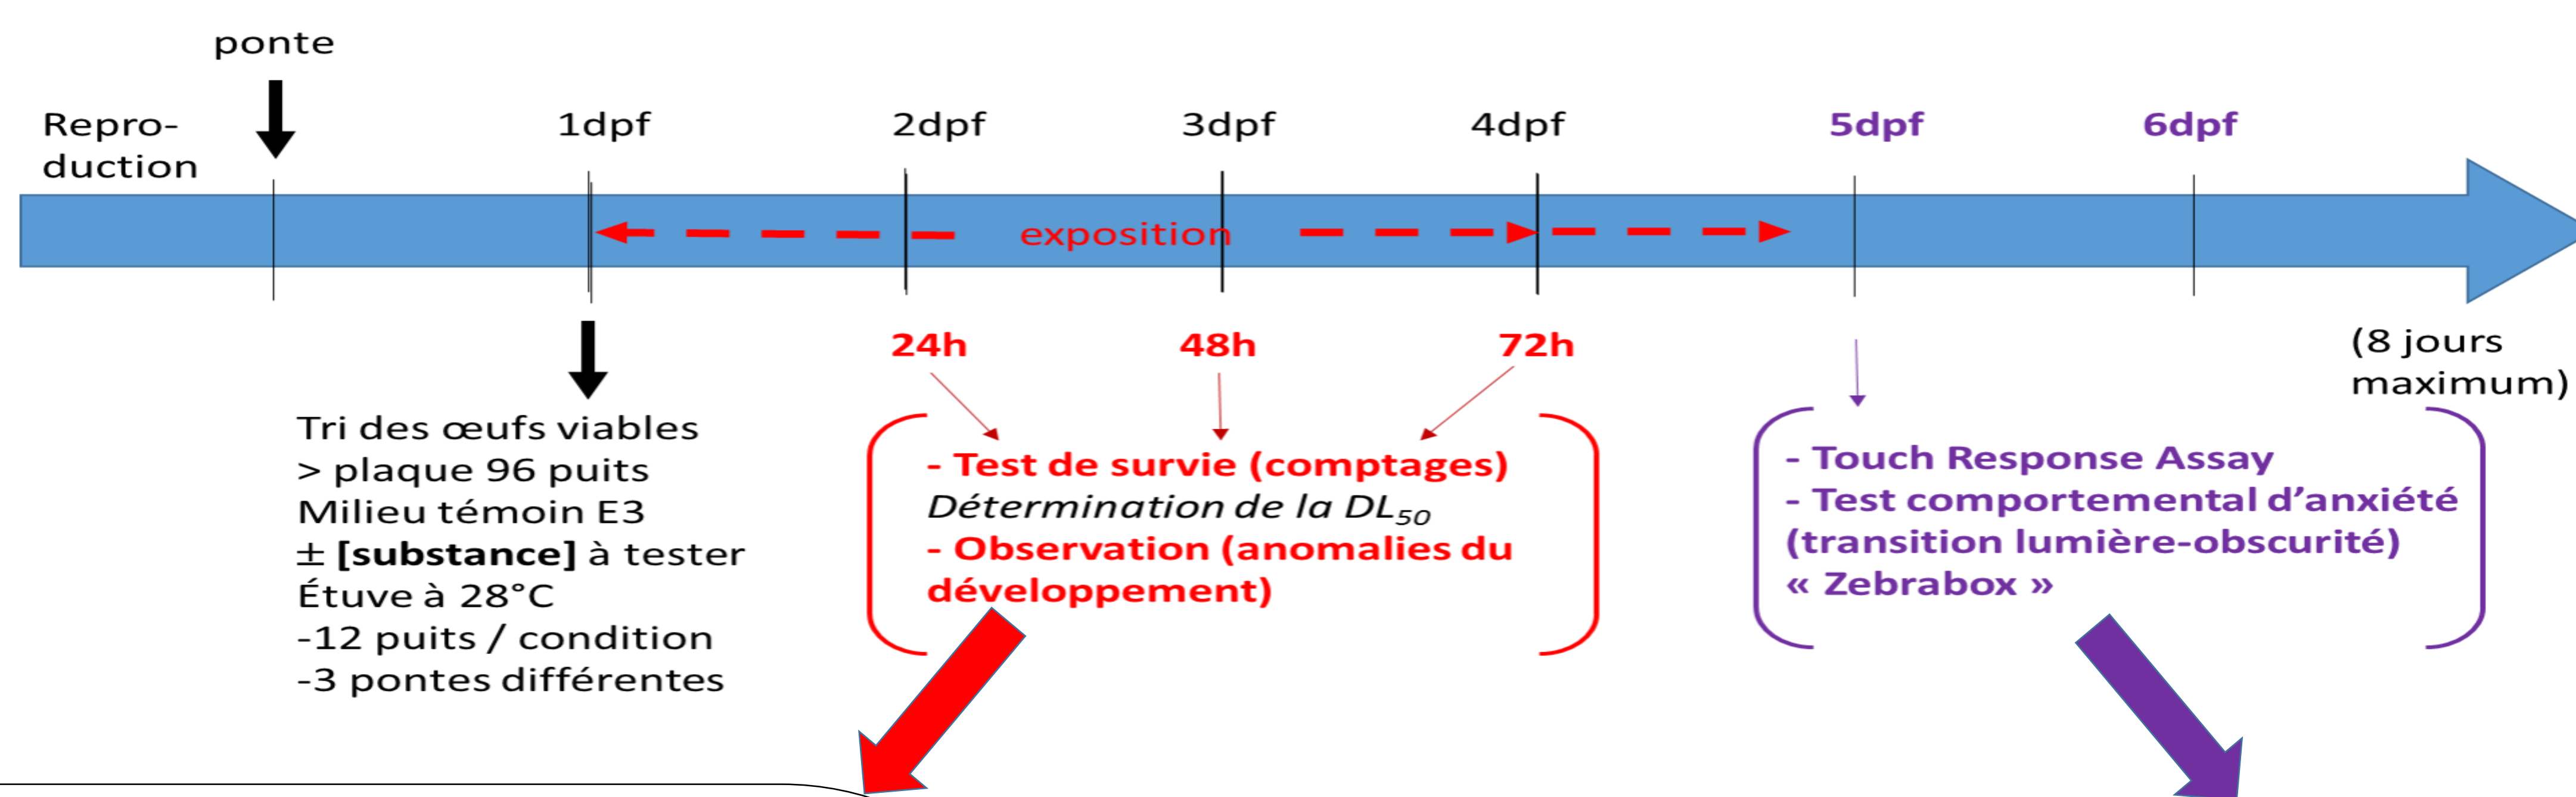 ponte
Repro-
duction
1dpf
2dpf
3dpf
4dpf
5dpf
6dpf
exposition
24h
48h
72h
(8 jours
maximum)
Tri des œufs viables
> plaque 96 puits
Milieu témoin E3
± [substance] à tester
Étuve à 28°C
-12 puits / condition
-3 pontes différentes
- Test de survie (comptages)
Détermination de la DL50
- Observation (anomalies du
développement)
- Touch Response Assay
- Test comportemental d’anxiété
(transition lumière-obscurité)
« Zebrabox »